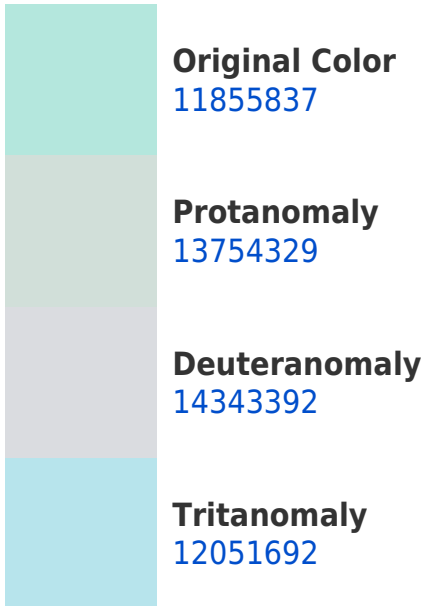 Original Color
11855837
Protanomaly
13754329
Deuteranomaly
14343392
Tritanomaly
12051692